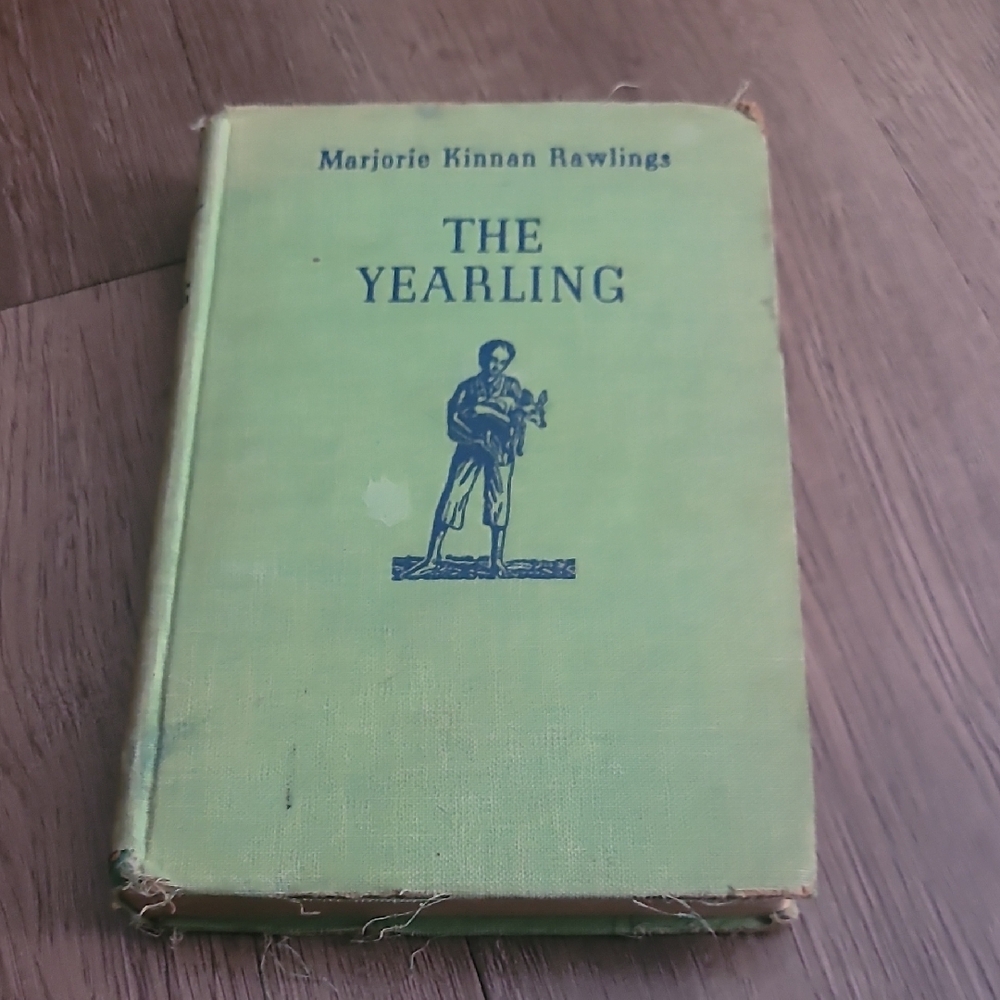 Marjorie Kinnan Rawlings
THE
YEARLING